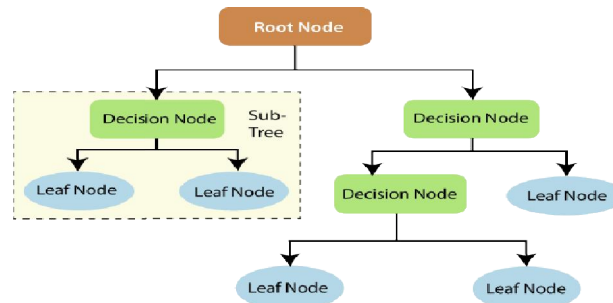 Root Node
Decision Node
Sub-
Tree
Decision Node
Leaf Node
Leaf Node
Decision Node
Leaf Node
Leaf Node
Leaf Node